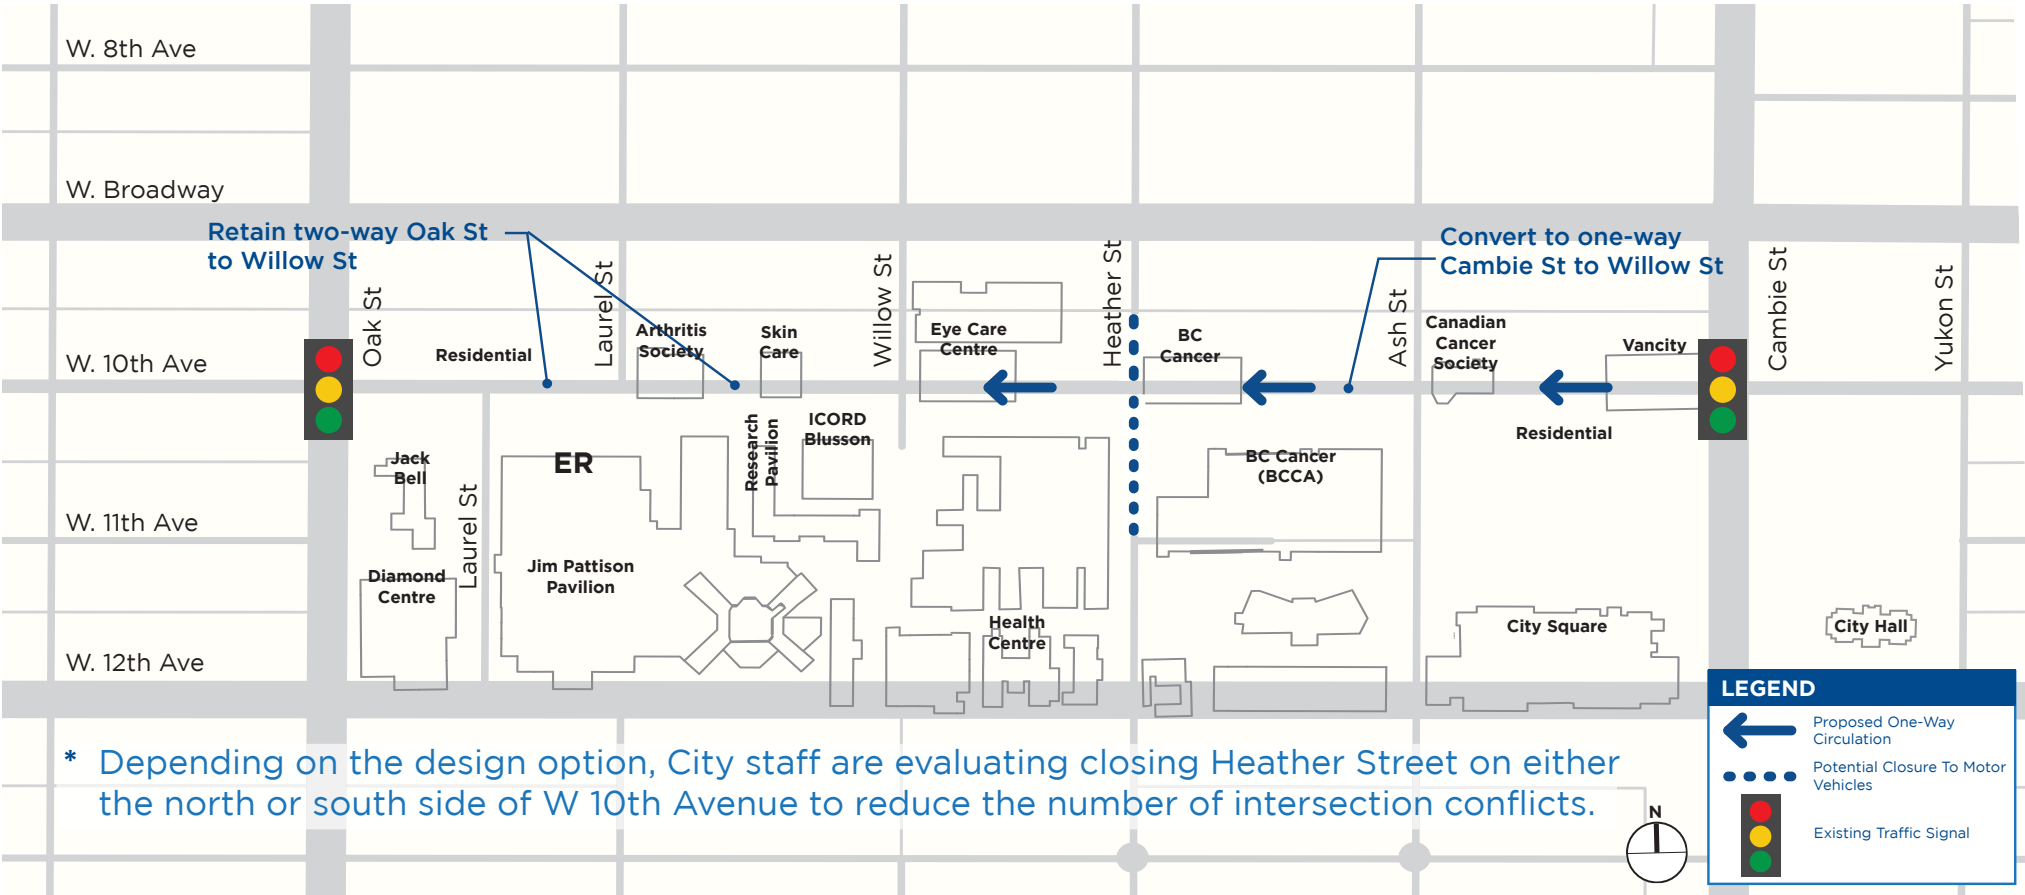 W. 8th Ave
W. Broadway
Retain two-way Oak St
to Willow St
Convert to one-way
Cambie St to Willow St
Oak St
Laurel St
Willow St
Heather St
Ash St
Cambie St
Yukon St
W. 10th Ave
Residential
Arthritis
Society
Skin
Care
Eye Care
Centre
BC
Cancer
Canadian
Cancer
Society
Vancity
Residential
Jack
Bell
ER
Research
Pavilion
ICORD
Blusson
BC Cancer
(BCCA)
W. 11th Ave
Laurel St
Diamond
Centre
Jim Pattison
Pavilion
Health
Centre
City Square
City Hall
W. 12th Ave
* Depending on the design option, City staff are evaluating closing Heather Street on either
the north or south side of W 10th Avenue to reduce the number of intersection conflicts.
N
LEGEND
Proposed One-Way
Circulation
Potential Closure To Motor
Vehicles
Existing Traffic Signal